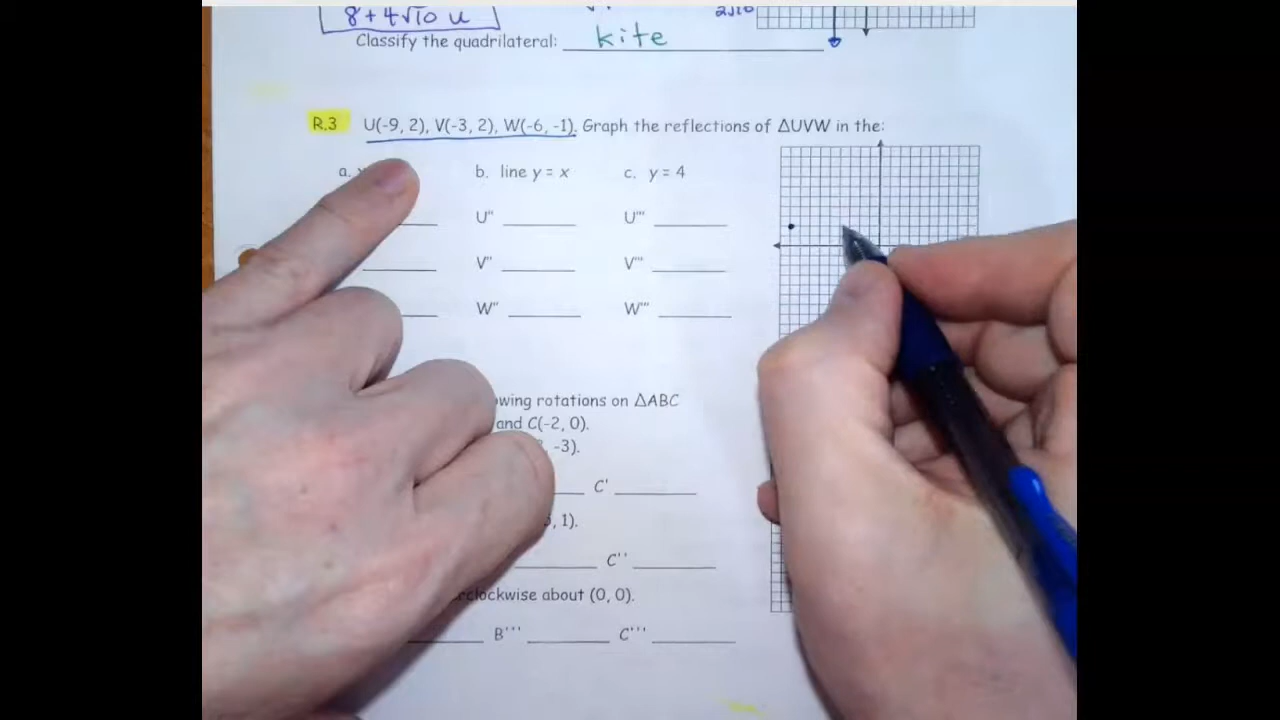 8 + 4√10 u
2√10
Classify the quadrilateral: kite
R.3 U(-9, 2), V(-3, 2), W(-6, -1). Graph the reflections of ΔUVW in the:
a. b. line y = x c. y = 4
U" U"'
V" V"'
W" W"'
owing rotations on ΔABC
and C(-2, 0).
-3).
C'
, 1).
C''
clockwise about (0, 0).
B''' C'''